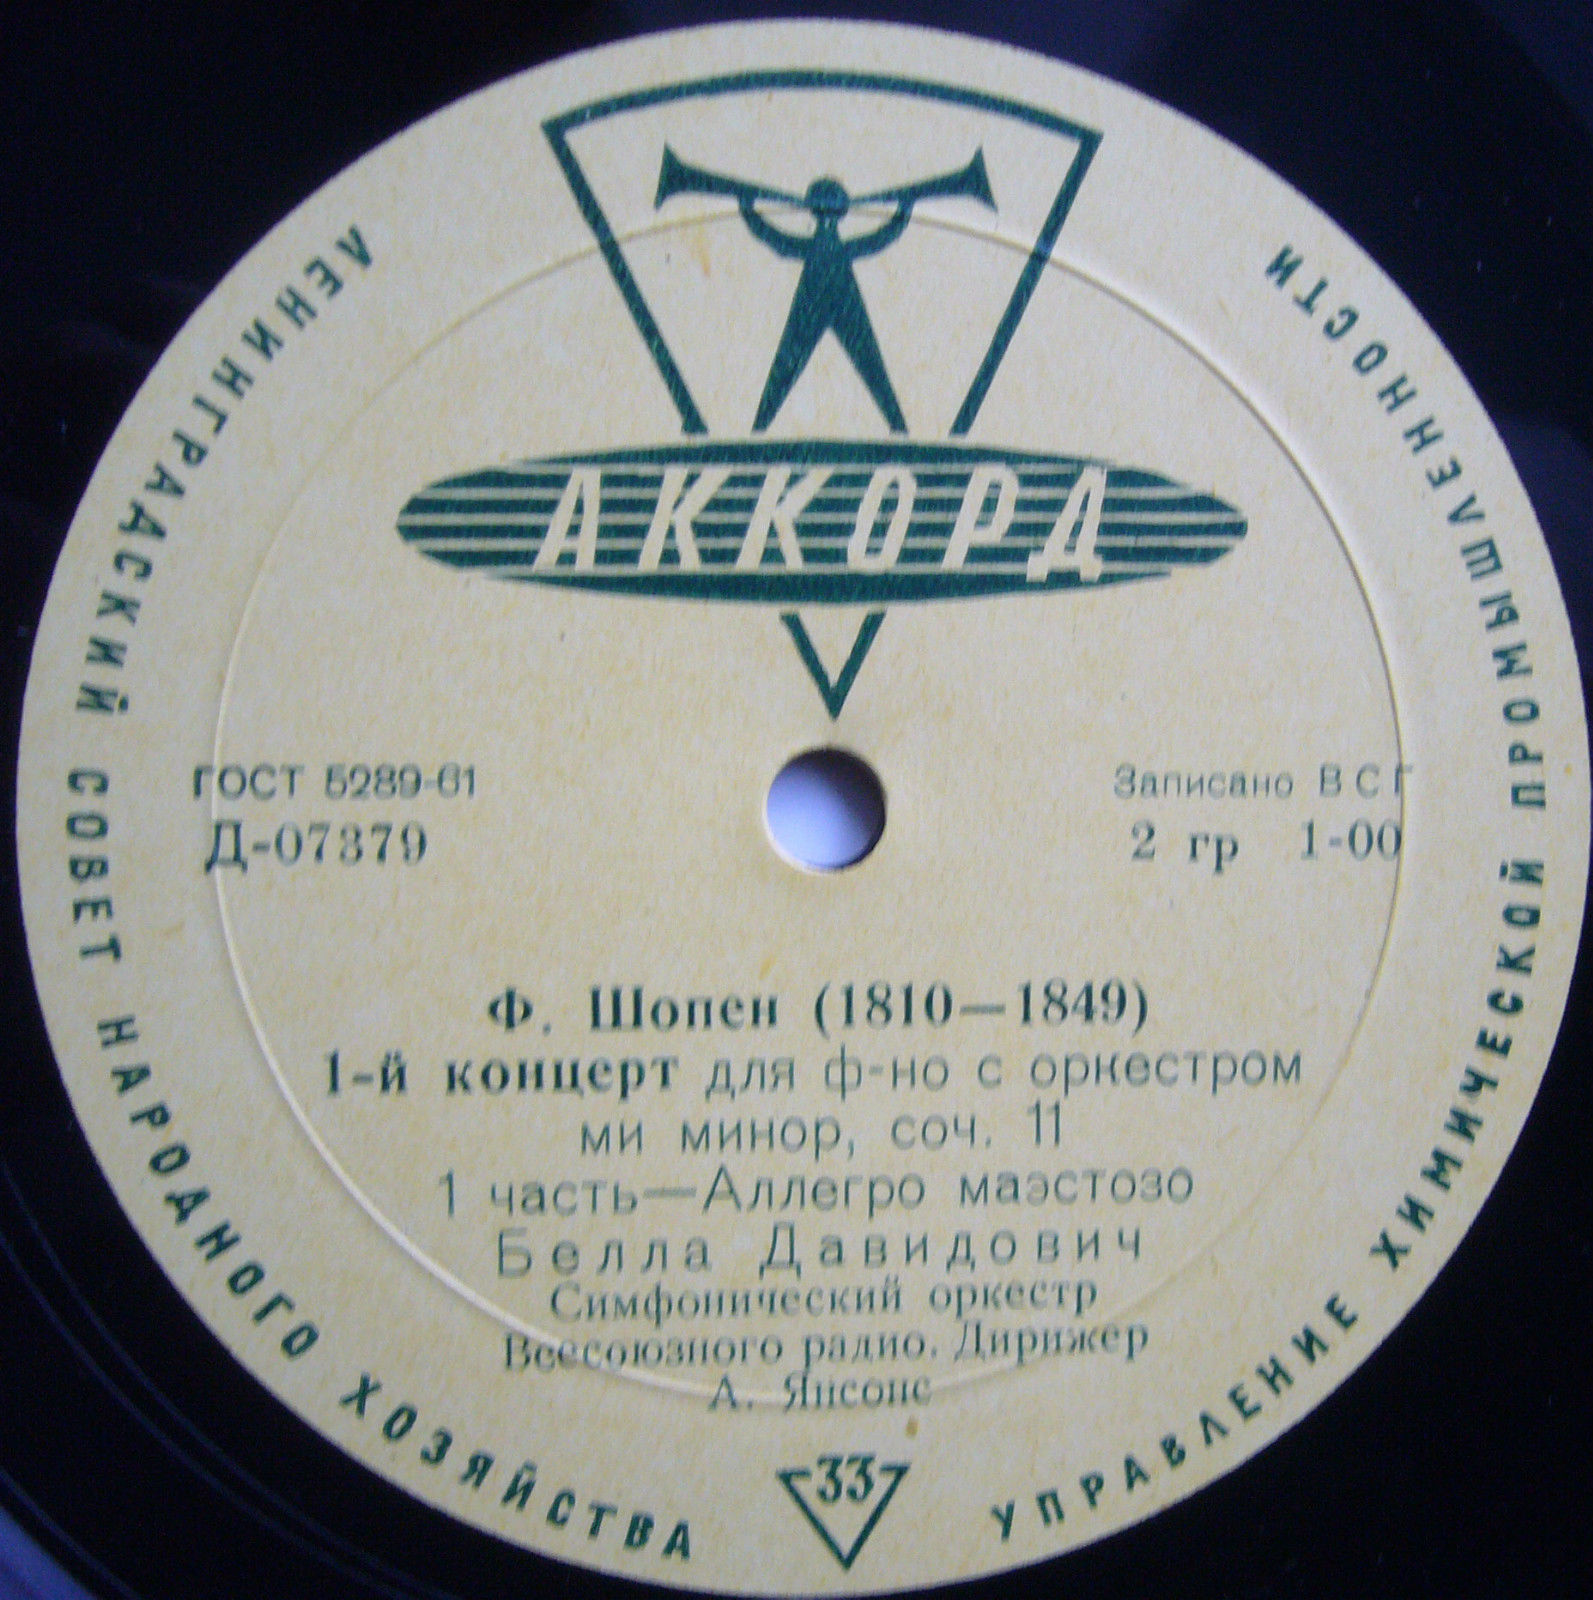 ЛЕНИНГРАДСКИЙ СОВЕТ НАРОДНОГО ХОЗЯЙСТВА
УПРАВЛЕНИЕ ХИМИЧЕСКОЙ ПРОМЫШЛЕННОСТИ
АККОРД
ГОСТ 5289-61
Д-07379
Записано ВСГ
2 гр 1-00
Ф. Шопен (1810—1849)
1-й концерт для ф-но с оркестром
ми минор, соч. 11
1 часть—Аллегро маэстозо
Белла Давидович
Симфонический оркестр
Всесоюзного радио. Дирижер
А. Янсонс
33